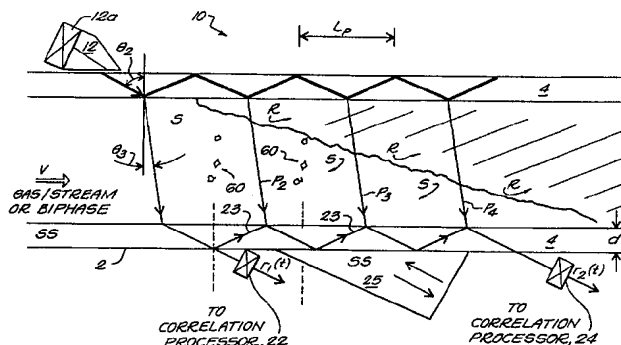 12a
12
θ2
10
LP
4
S
R
θ3
60
60
S
R
S
R
P2
P3
P4
V
GAS/STREAM
OR BIPHASE
23
23
SS
4
d
2
r1(t)
SS
25
r2(t)
TO
CORRELATION
PROCESSOR, 22
TO
CORRELATION
PROCESSOR, 24